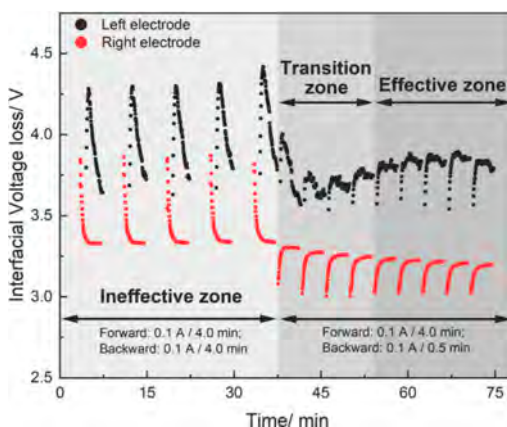 Left electrode
Right electrode
Transition
zone
Effective zone
Ineffective zone
Forward: 0.1 A / 4.0 min;
Backward: 0.1 A / 4.0 min
Forward: 0.1 A / 4.0 min;
Backward: 0.1 A / 0.5 min
Interfacial Voltage loss/ V
4.5
4.0
3.5
3.0
2.5
0 15 30 45 60 75
Time/ min